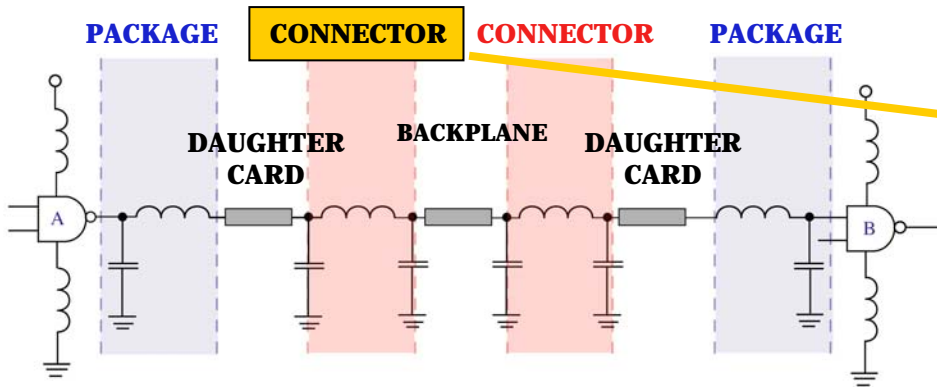 PACKAGE
CONNECTOR
CONNECTOR
PACKAGE
DAUGHTER
CARD
BACKPLANE
DAUGHTER
CARD
A
B